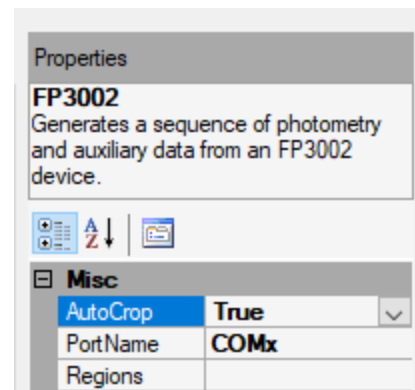 Properties
FP3002
Generates a sequence of photometry
and auxiliary data from an FP3002
device.
A
Z
Misc
AutoCrop True
PortName COMx
Regions